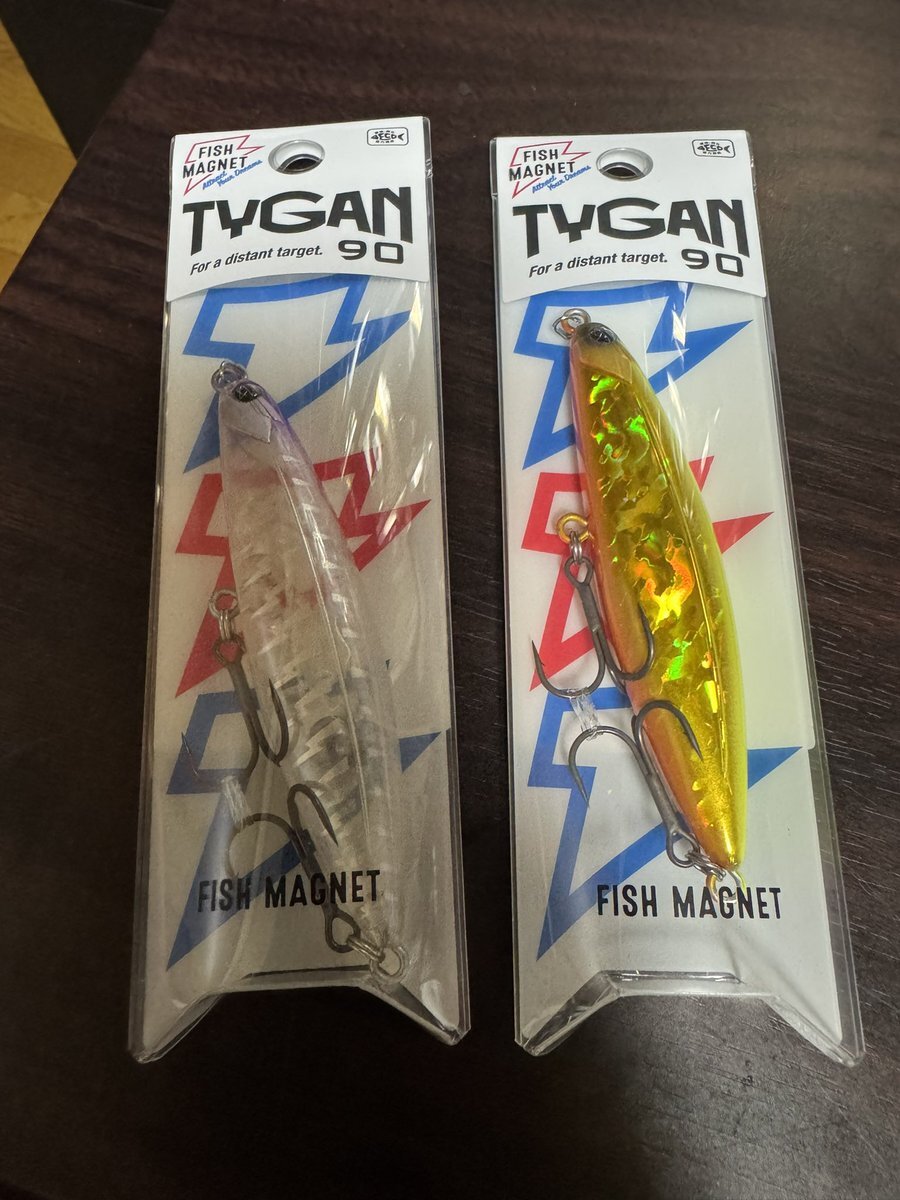 FISH
MAGNET
Attract
Your Dreams
TYGAN
For a distant target. 90
FISH MAGNET
FISH
MAGNET
Attract
Your Dreams
TYGAN
For a distant target. 90
FISH MAGNET